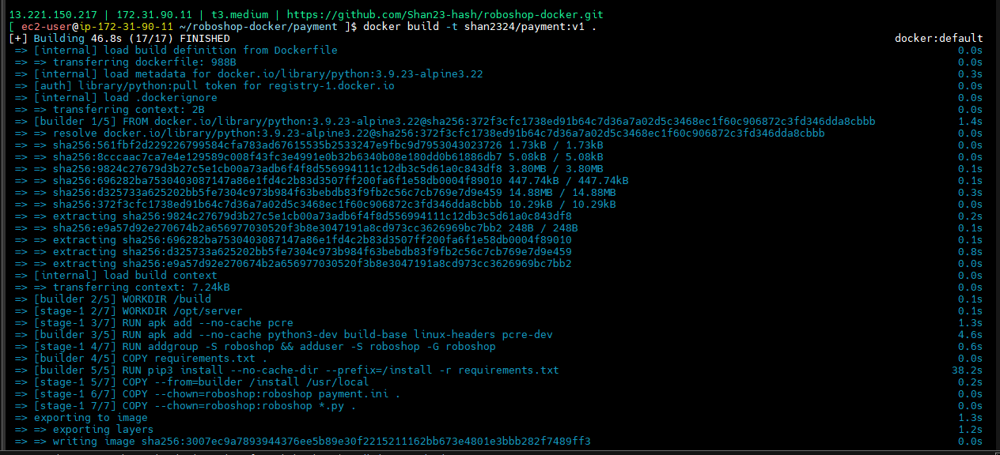 13.221.150.217 | 172.31.90.11 | t3.medium | https://github.com/Shan23-hash/roboshop-docker.git
[ ec2-user@ip-172-31-90-11 ~/roboshop-docker/payment ]$ docker build -t shan2324/payment:v1 .
[+] Building 46.8s (17/17) FINISHED docker:default
=> [internal] load build definition from Dockerfile 0.0s
=> => transferring dockerfile: 988B 0.0s
=> [internal] load metadata for docker.io/library/python:3.9.23-alpine3.22 0.3s
=> [auth] library/python:pull token for registry-1.docker.io 0.0s
=> [internal] load .dockerignore 0.0s
=> => transferring context: 2B 0.0s
=> [builder 1/5] FROM docker.io/library/python:3.9.23-alpine3.22@sha256:372f3cfc1738ed91b64c7d36a7a02d5c3468ec1f60c906872c3fd346dda8cbbb 1.4s
=> => resolve docker.io/library/python:3.9.23-alpine3.22@sha256:372f3cfc1738ed91b64c7d36a7a02d5c3468ec1f60c906872c3fd346dda8cbbb 0.0s
=> => sha256:561fbf2d229226799584cfa783ad67615535b2533247e9fbc9d7953043023726 1.73kB / 1.73kB 0.0s
=> => sha256:8cccaac7ca7e4e129589c008f43fc3e4991e0b32b6340b08e180dd0b61886db7 5.08kB / 5.08kB 0.0s
=> => sha256:9824c27679d3b27c5e1cb00a73adb6f4f8d556994111c12db3c5d61a0c843df8 3.80MB / 3.80MB 0.1s
=> => sha256:696282ba7530403087147a86e1fd4c2b83d3507ff200fa6f1e58db0004f89010 447.74kB / 447.74kB 0.1s
=> => sha256:d325733a625202bb5fe7304c973b984f63bebdb83f9fb2c56c7cb769e7d9e459 14.88MB / 14.88MB 0.3s
=> => sha256:372f3cfc1738ed91b64c7d36a7a02d5c3468ec1f60c906872c3fd346dda8cbbb 10.29kB / 10.29kB 0.0s
=> => extracting sha256:9824c27679d3b27c5e1cb00a73adb6f4f8d556994111c12db3c5d61a0c843df8 0.2s
=> => sha256:e9a57d92e270674b2a656977030520f3b8e3047191a8cd973cc3626969bc7bb2 248B / 248B 0.1s
=> => extracting sha256:696282ba7530403087147a86e1fd4c2b83d3507ff200fa6f1e58db0004f89010 0.1s
=> => extracting sha256:d325733a625202bb5fe7304c973b984f63bebdb83f9fb2c56c7cb769e7d9e459 0.8s
=> => extracting sha256:e9a57d92e270674b2a656977030520f3b8e3047191a8cd973cc3626969bc7bb2 0.0s
=> [internal] load build context 0.0s
=> => transferring context: 7.24kB 0.0s
=> [builder 2/5] WORKDIR /build 0.1s
=> [stage-1 2/7] WORKDIR /opt/server 0.1s
=> [stage-1 3/7] RUN apk add --no-cache pcre 1.3s
=> [builder 3/5] RUN apk add --no-cache python3-dev build-base linux-headers pcre-dev 4.6s
=> [stage-1 4/7] RUN addgroup -S roboshop && adduser -S roboshop -G roboshop 0.6s
=> [builder 4/5] COPY requirements.txt . 0.0s
=> [builder 5/5] RUN pip3 install --no-cache-dir --prefix=/install -r requirements.txt 38.2s
=> [stage-1 5/7] COPY --from=builder /install /usr/local 0.2s
=> [stage-1 6/7] COPY --chown=roboshop:roboshop payment.ini . 0.0s
=> [stage-1 7/7] COPY --chown=roboshop:roboshop *.py . 0.0s
=> exporting to image 1.3s
=> => exporting layers 1.2s
=> => writing image sha256:3007ec9a7893944376ee5b89e30f2215211162bb673e4801e3bbb282f7489ff3 0.0s